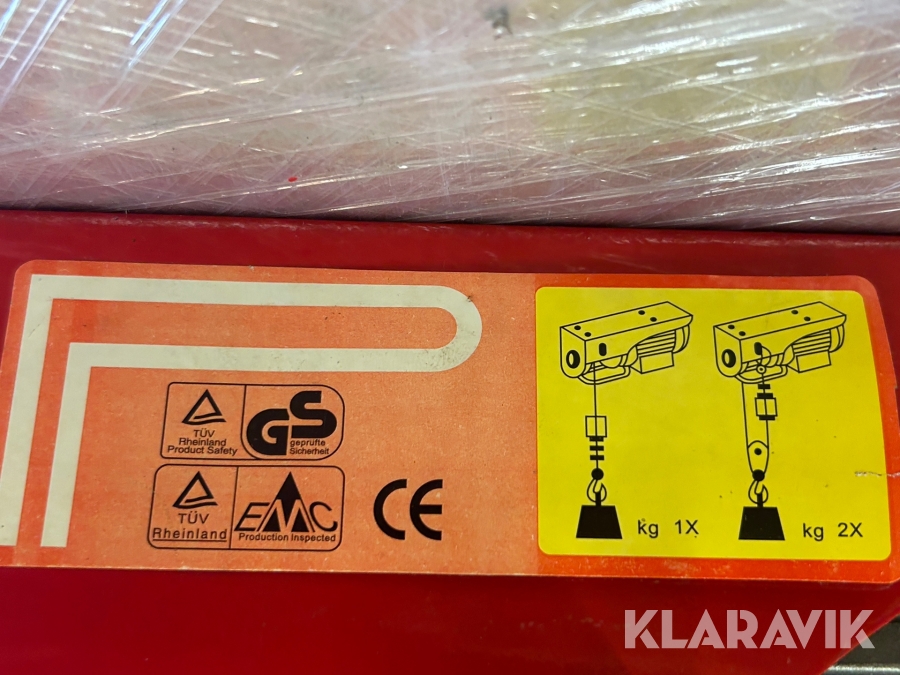 TÜV
Rheinland
Product Safety
GS
geprüfte
Sicherheit
TÜV
Rheinland
EMC
Production Inspected
CE
kg 1X
kg 2X
KLARAVIK